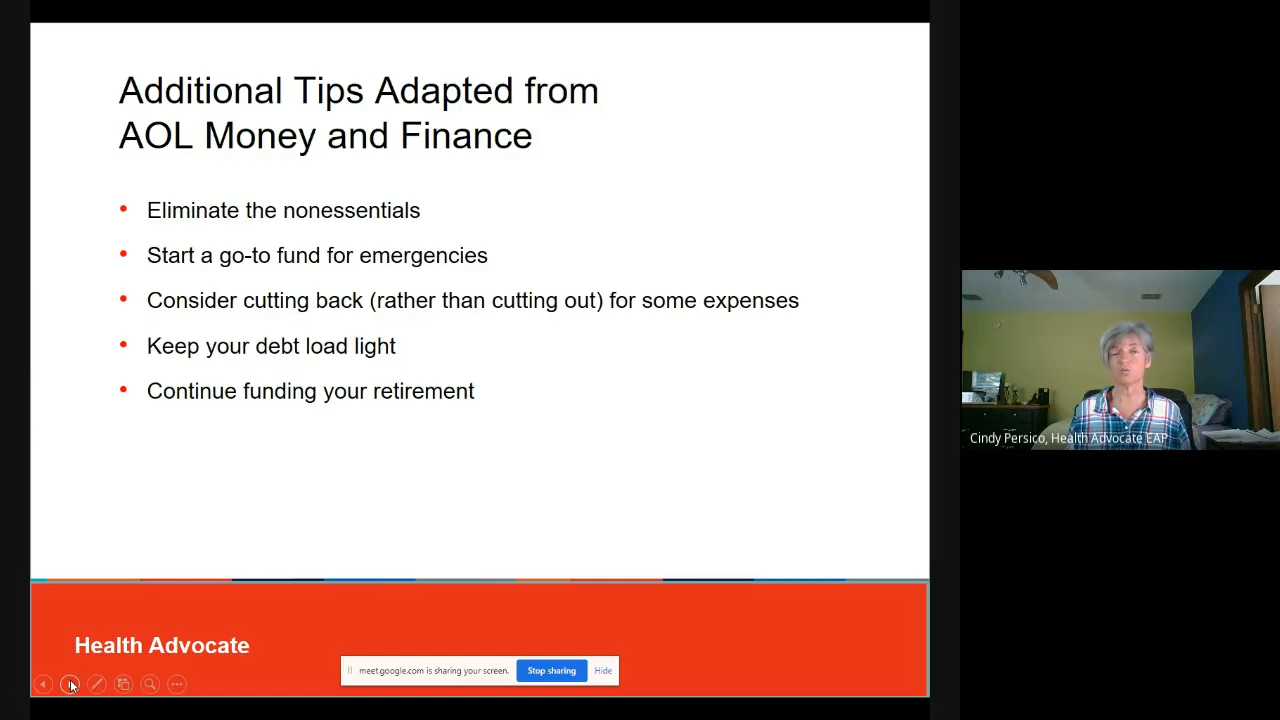 Additional Tips Adapted from
AOL Money and Finance
• Eliminate the nonessentials
• Start a go-to fund for emergencies
• Consider cutting back (rather than cutting out) for some expenses
• Keep your debt load light
• Continue funding your retirement
Cindy Persico, Health Advocate EAP
Health Advocate
meet.google.com is sharing your screen.
Stop sharing
Hide